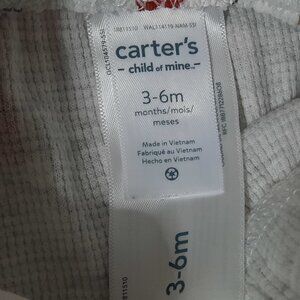 carter's
- child of mine -
3-6m
months/mois/
meses
Made in Vietnam
Fabriqué au Vietnam
Hecho en Vietnam
3-6m